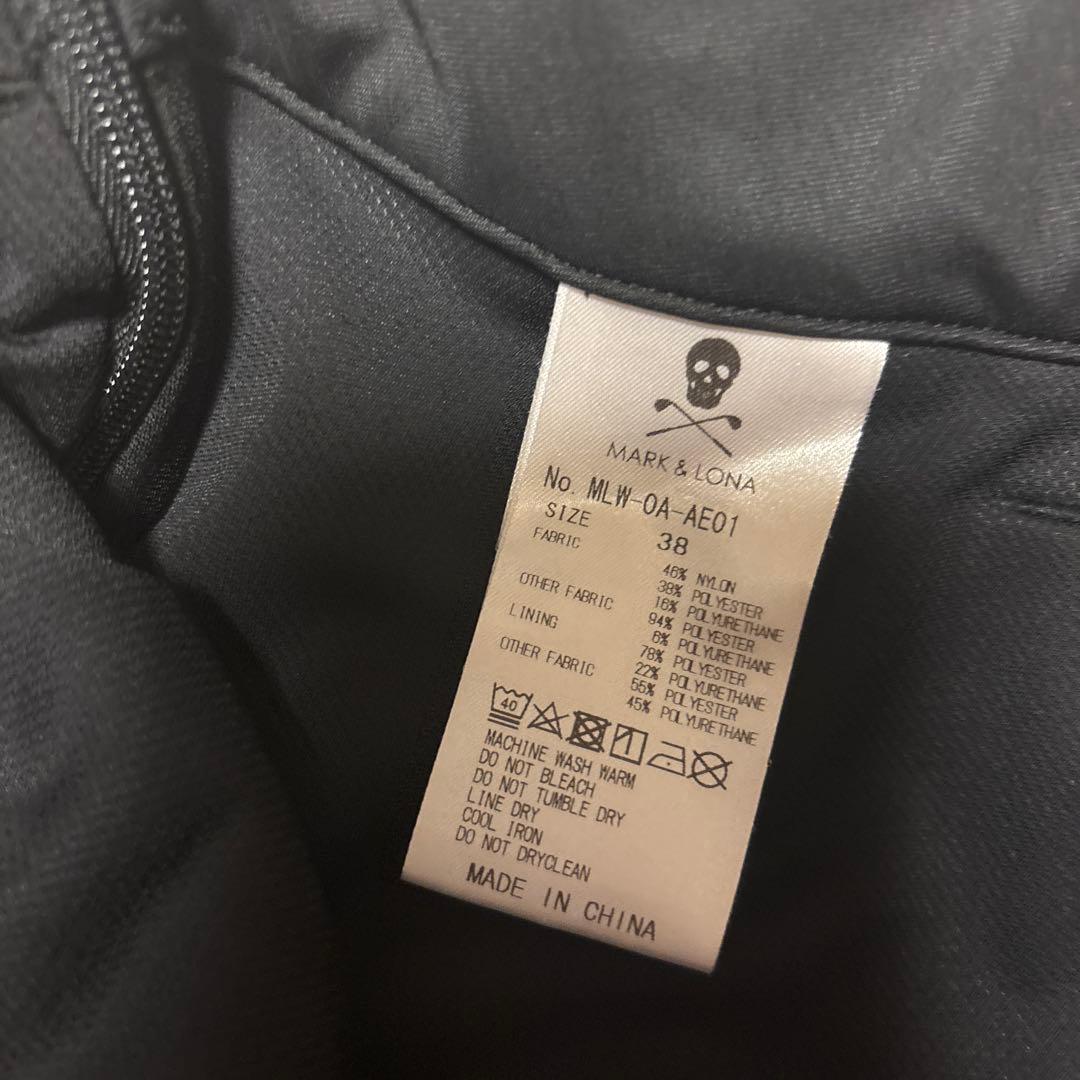 MARK & LONA
No. MLW-OA-AE01
SIZE 38
FABRIC 46% NYLON
38% POLYESTER
16% POLYURETHANE
OTHER FABRIC 94% POLYESTER
6% POLYURETHANE
LINING 78% POLYESTER
22% POLYURETHANE
OTHER FABRIC 55% POLYESTER
45% POLYURETHANE
40
MACHINE WASH WARM
DO NOT BLEACH
DO NOT TUMBLE DRY
LINE DRY
COOL IRON
DO NOT DRYCLEAN
MADE IN CHINA